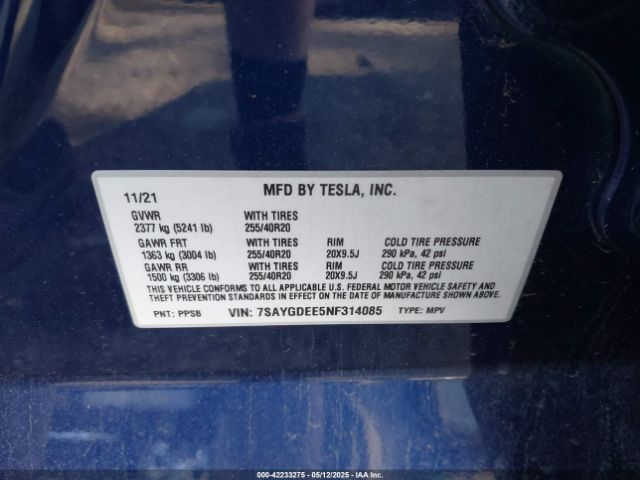 MFD BY TESLA, INC.
11/21
GVWR WITH TIRES
2377 kg (5241 lb) 255/40R20
GAWR FRT WITH TIRES RIM COLD TIRE PRESSURE
1363 kg (3004 lb) 255/40R20 20X9.5J 290 kPa, 42 psi
GAWR RR WITH TIRES RIM COLD TIRE PRESSURE
1500 kg (3306 lb) 255/40R20 20X9.5J 290 kPa, 42 psi
THIS VEHICLE CONFORMS TO ALL APPLICABLE U.S. FEDERAL MOTOR VEHICLE SAFETY AND
THEFT PREVENTION STANDARDS IN EFFECT ON THE DATE OF MANUFACTURE SHOWN ABOVE.
PNT: PPSB VIN: 7SAYGDEE5NF314085 TYPE: MPV
7 - 42233275 - 05/12/2025 - IAA Inc.